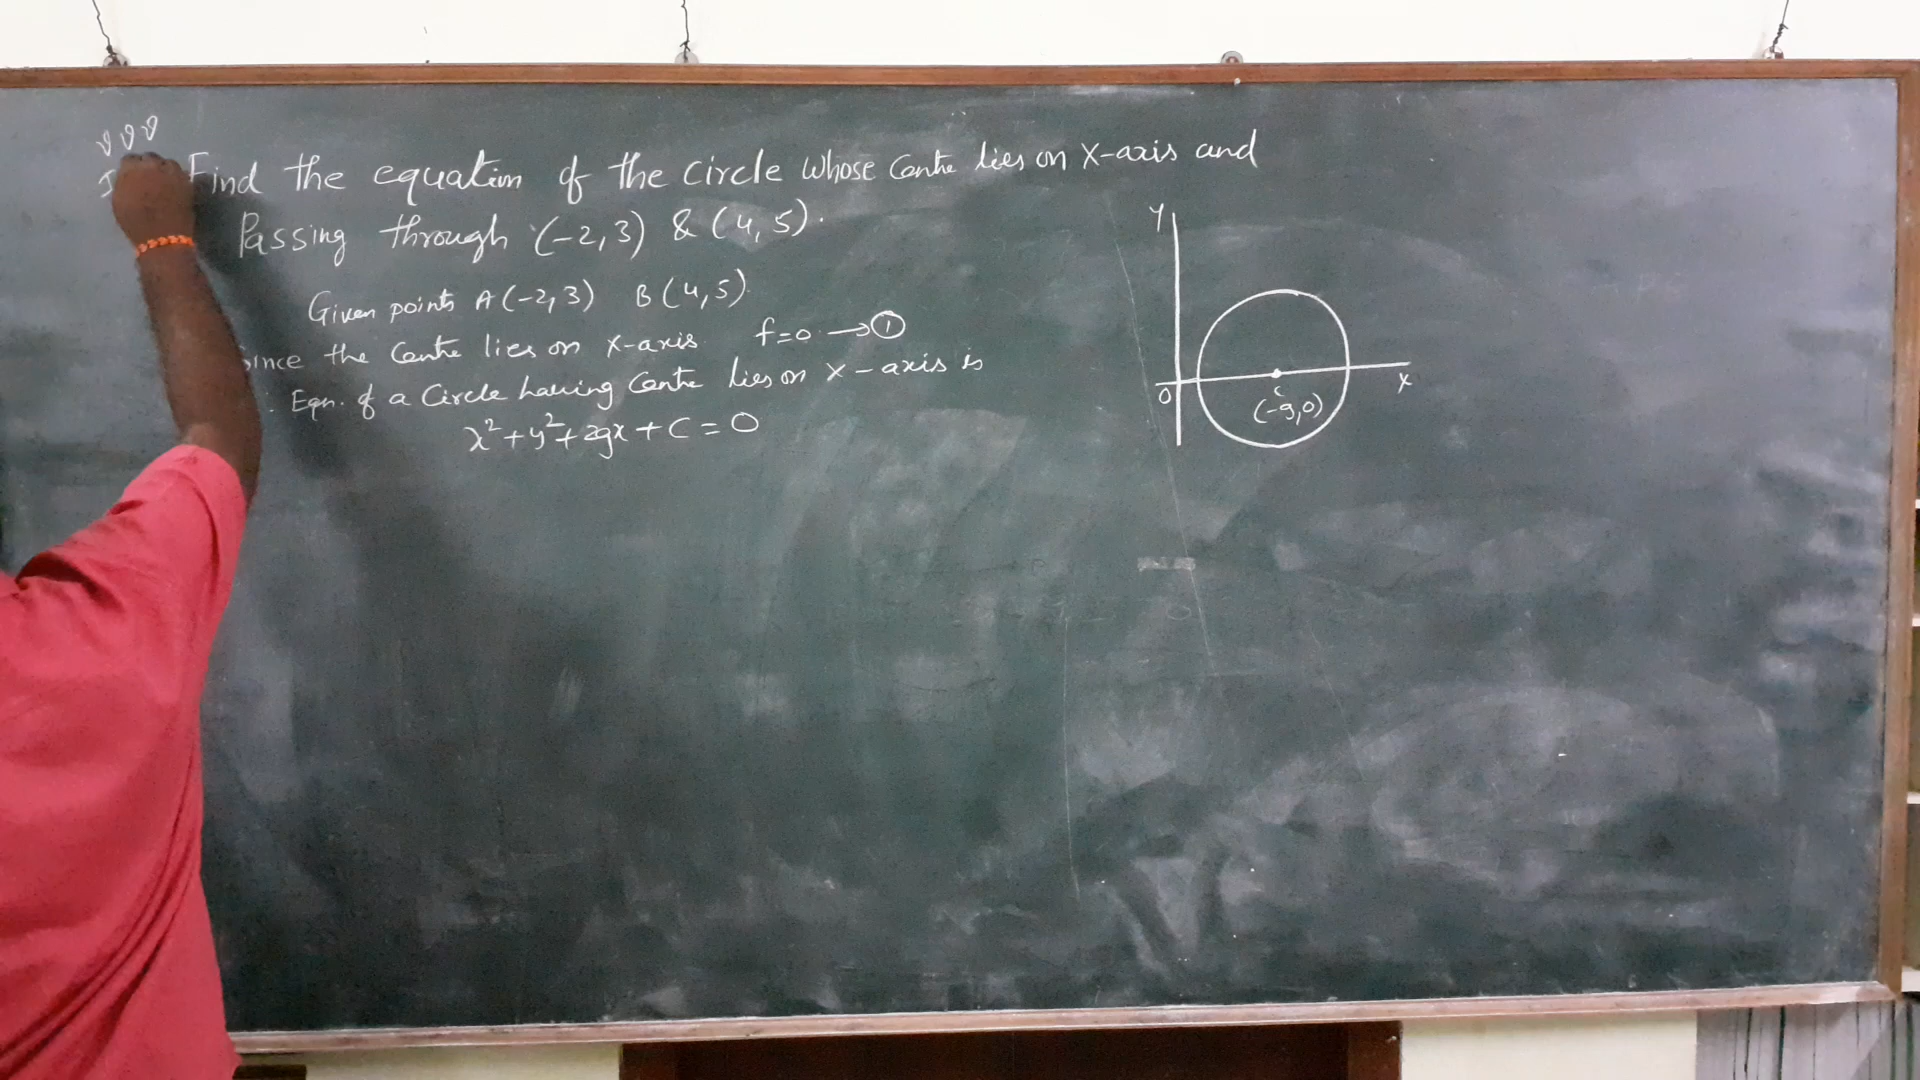 Find the equation of the circle whose centre lies on X-axis and
Passing through (-2,3) & (4,5).
Given points A(-2,3) B(4,5)
Since the Centre lies on X-axis f=0 → ①
Eqn. of a Circle having Centre lies on X-axis is
x²+y²+2gx+C=0
Y
O
X
C
(-g,0)